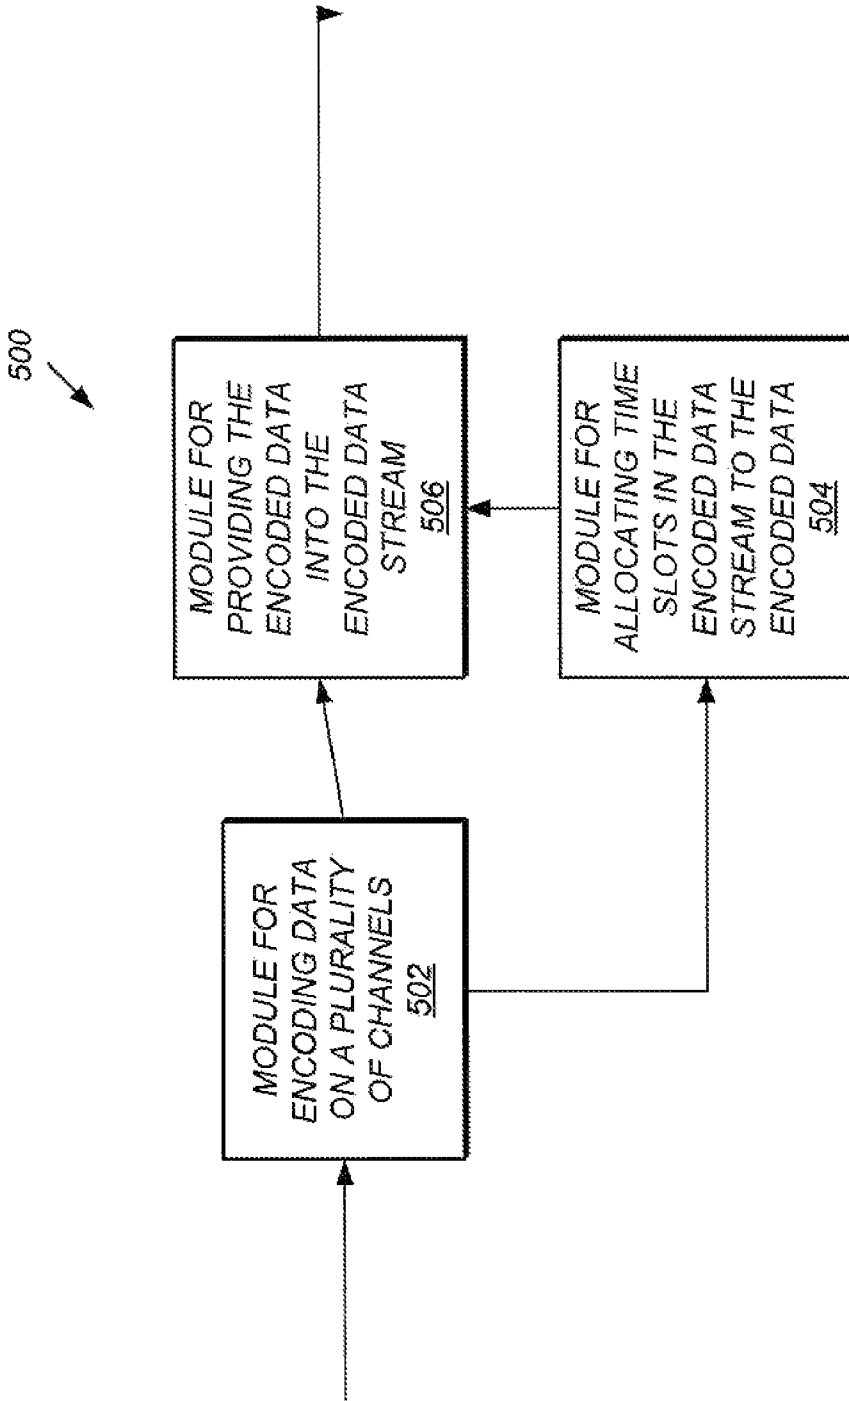 500
MODULE FOR
ENCODING DATA
ON A PLURALITY
OF CHANNELS
502
MODULE FOR
PROVIDING THE
ENCODED DATA
INTO THE
ENCODED DATA
STREAM
506
MODULE FOR
ALLOCATING TIME
SLOTS IN THE
ENCODED DATA
STREAM TO THE
ENCODED DATA
504